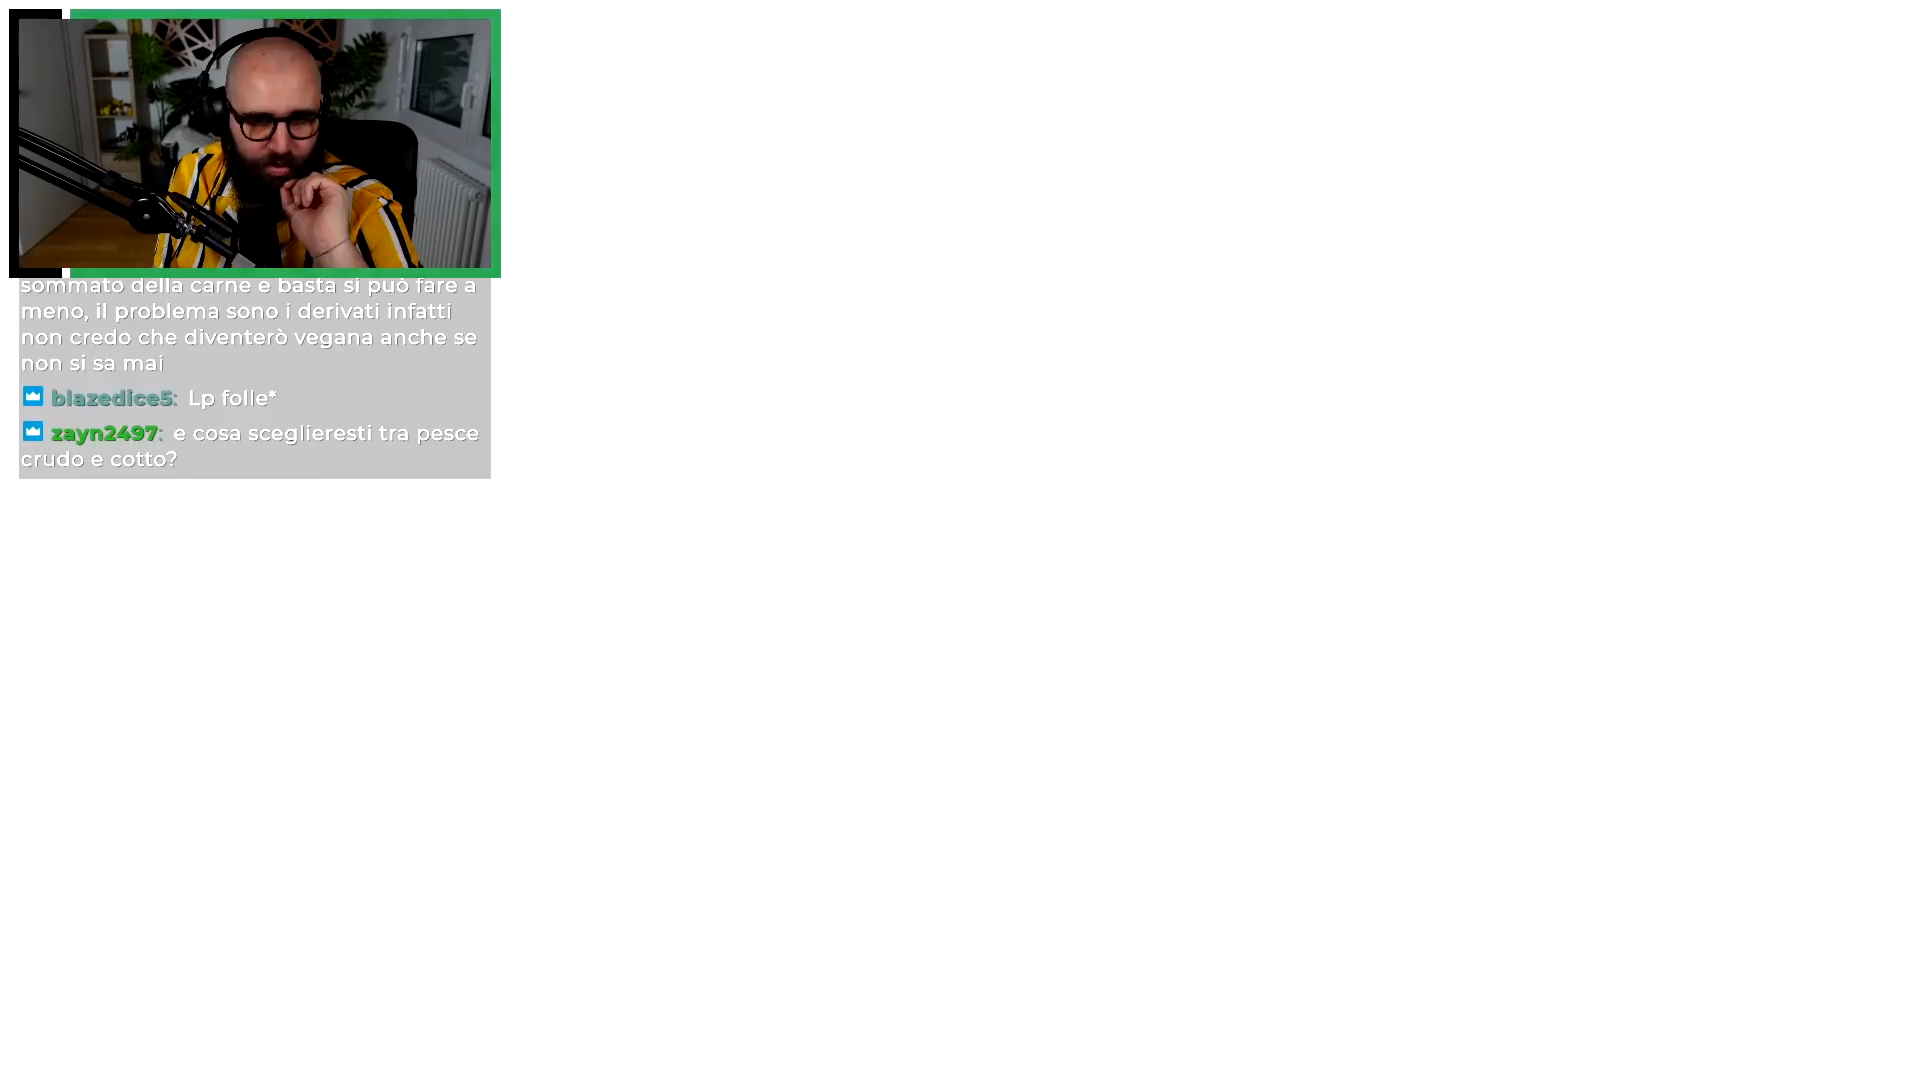 sommato della carne e basta si può fare a
meno, il problema sono i derivati infatti
non credo che diventerò vegana anche se
non si sa mai
blazedice5: Lp folle*
zayn2497: e cosa sceglieresti tra pesce
crudo e cotto?